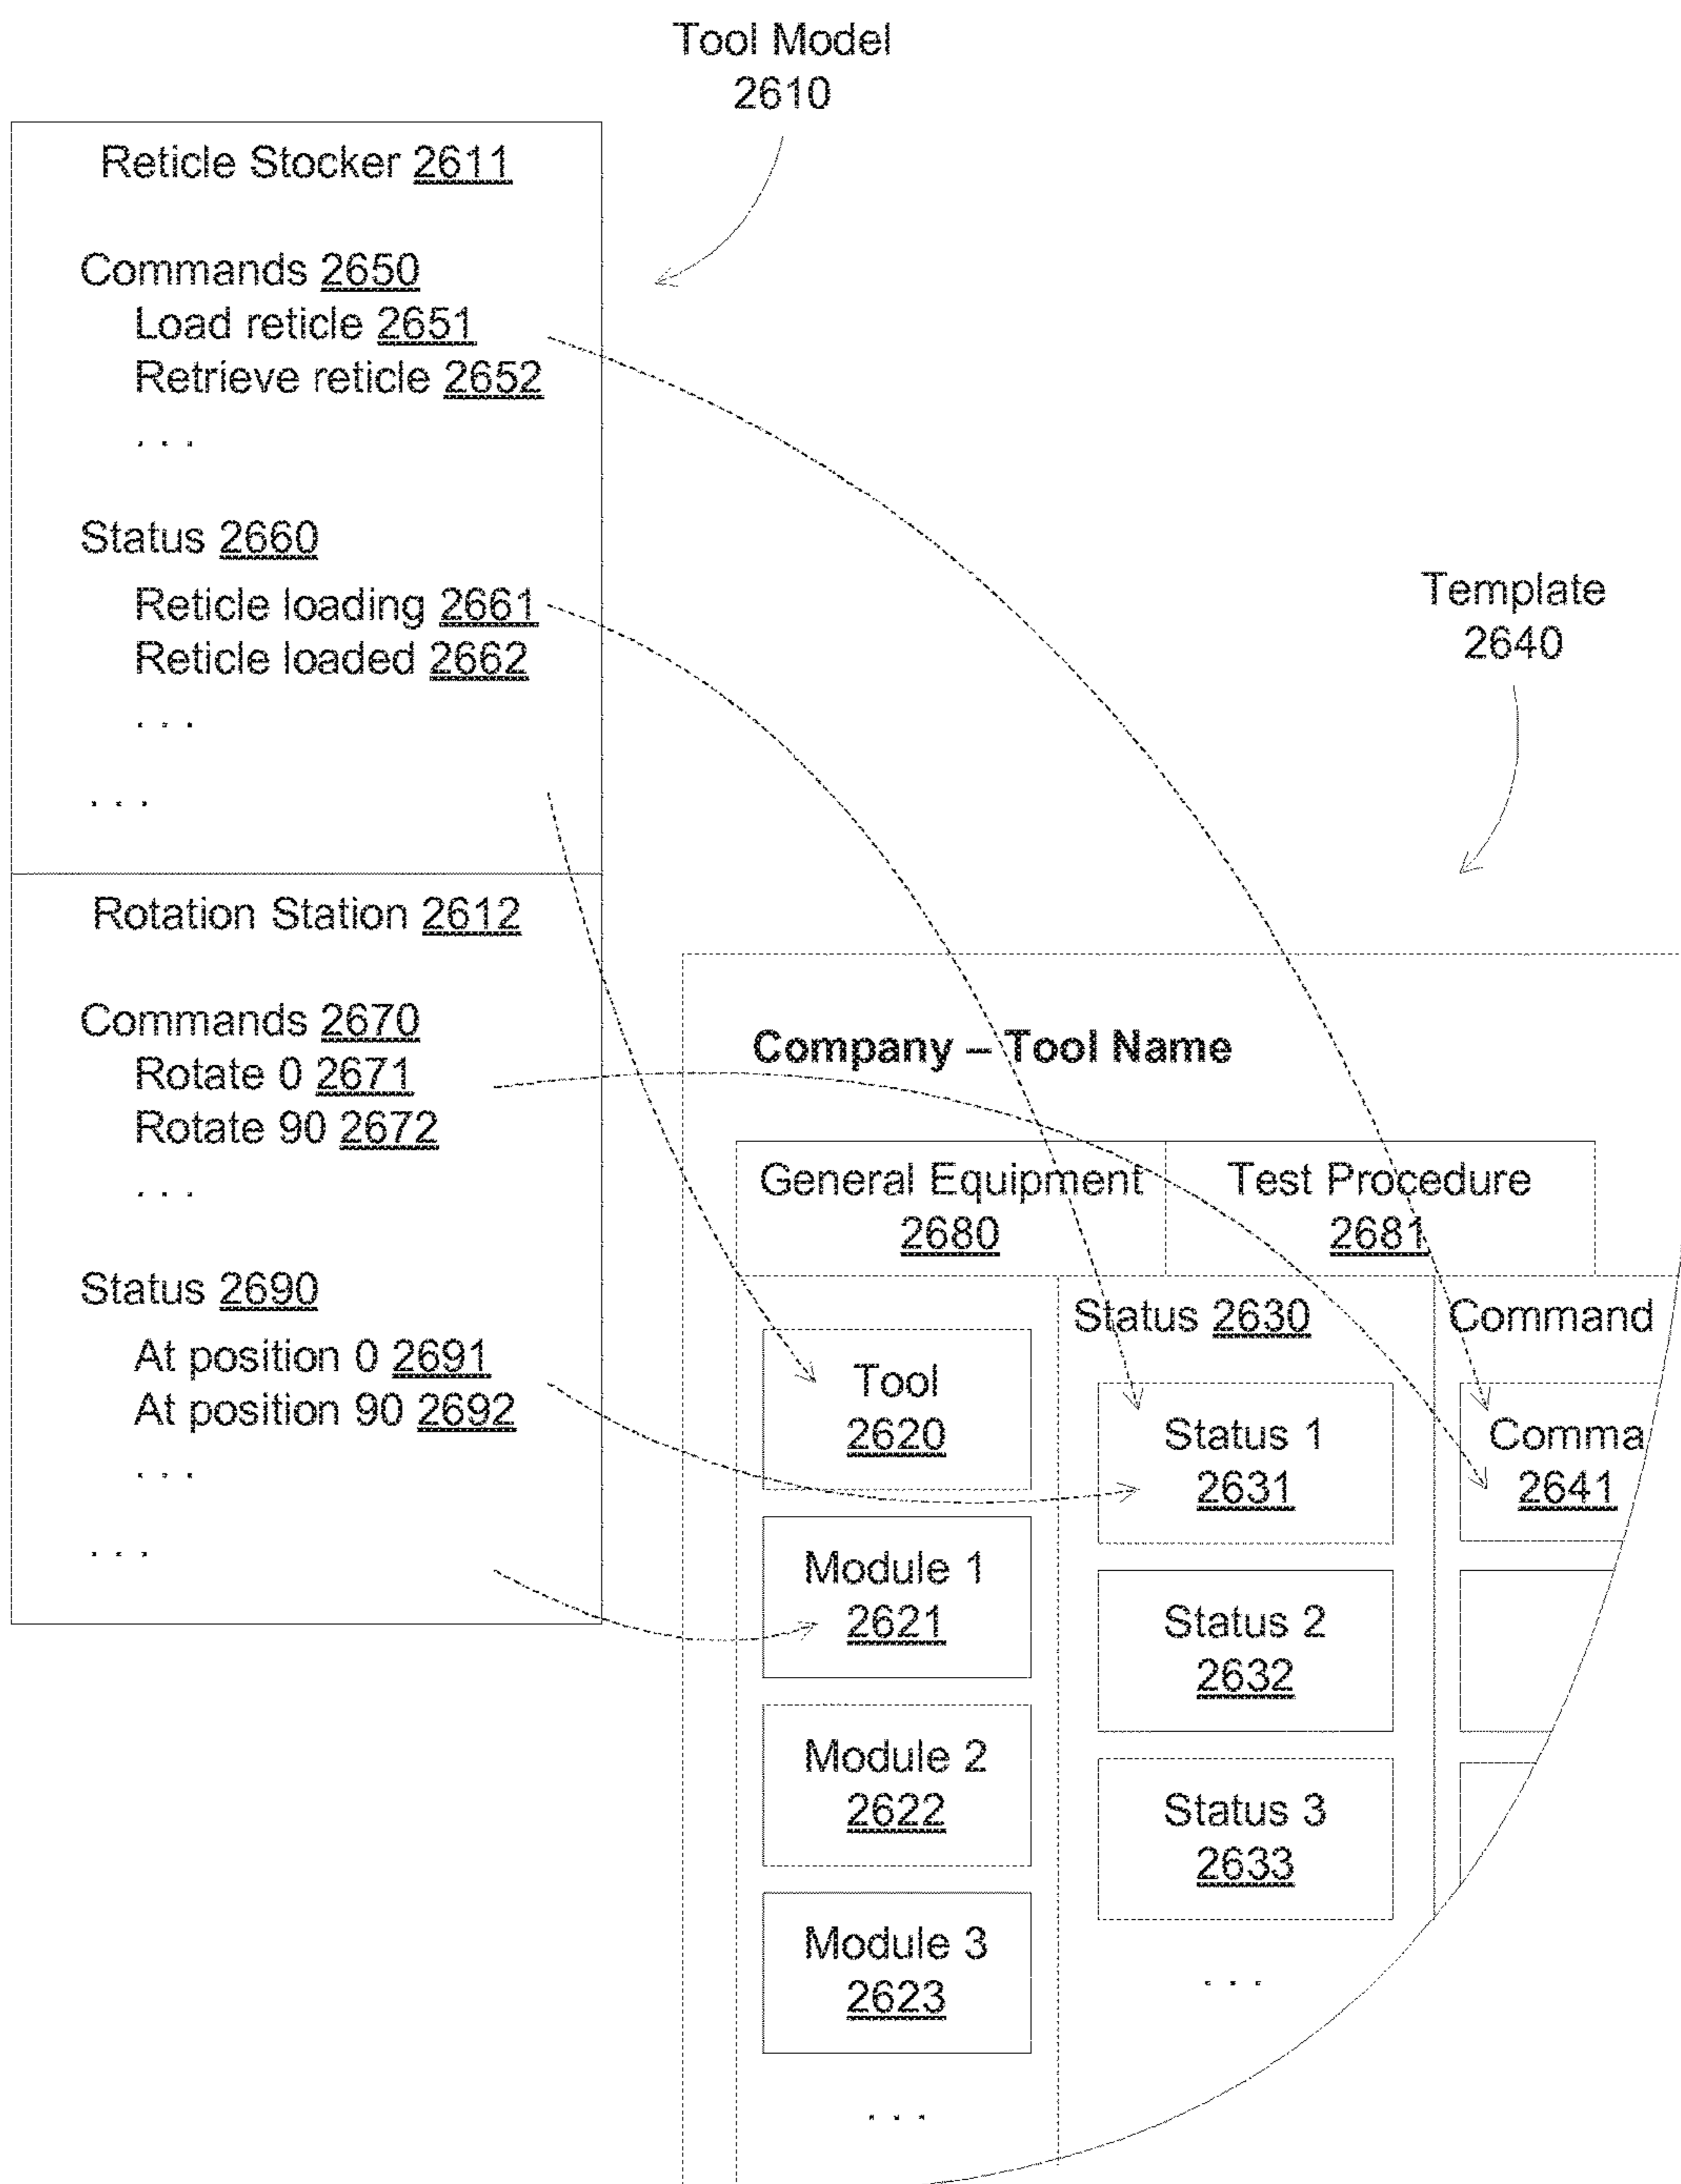 Tool Model
2610
Reticle Stocker 2611
Commands 2650
Load reticle 2651
Retrieve reticle 2652
. . .
Status 2660
Reticle loading 2661
Reticle loaded 2662
. . .
. . .
Template
2640
Rotation Station 2612
Commands 2670
Rotate 0 2671
Rotate 90 2672
. . .
Status 2690
At position 0 2691
At position 90 2692
. . .
. . .
Company – Tool Name
General Equipment
2680
Test Procedure
2681
Tool
2620
Module 1
2621
Module 2
2622
Module 3
2623
. . .
Status 2630
Status 1
2631
Status 2
2632
Status 3
2633
. . .
Command
Comma
2641